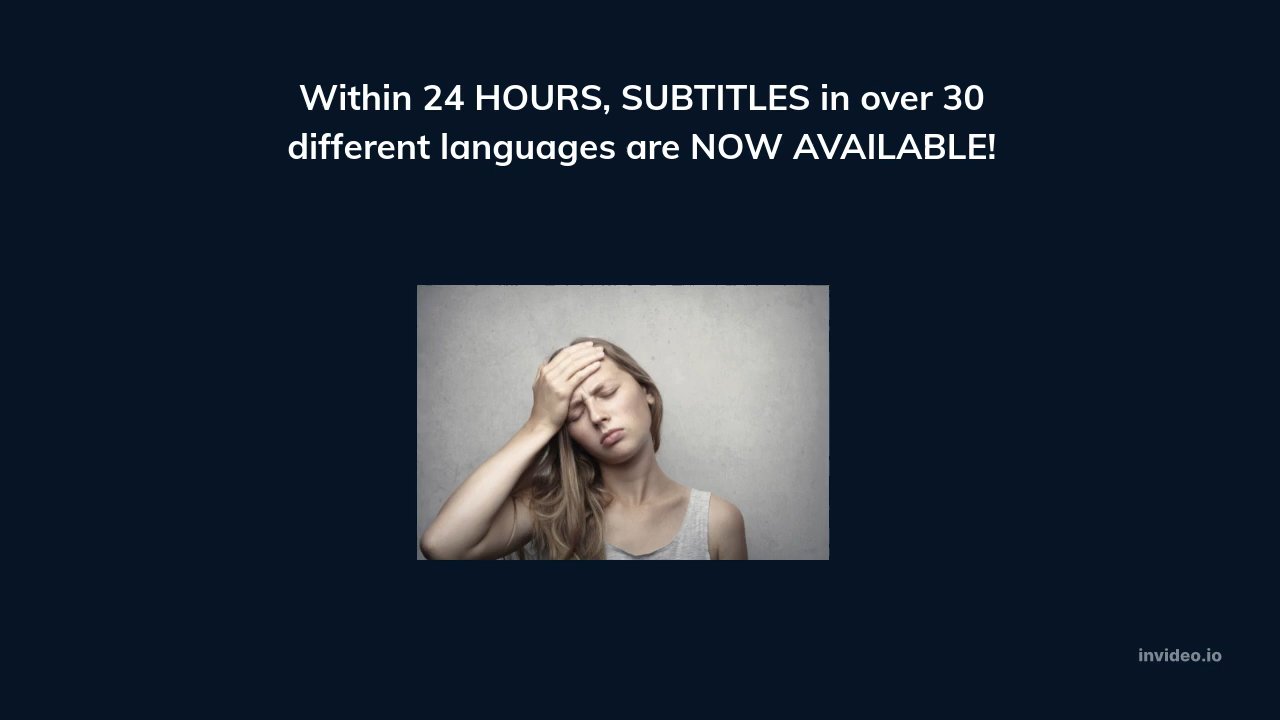 Within 24 HOURS, SUBTITLES in over 30
different languages are NOW AVAILABLE!
invideo.io